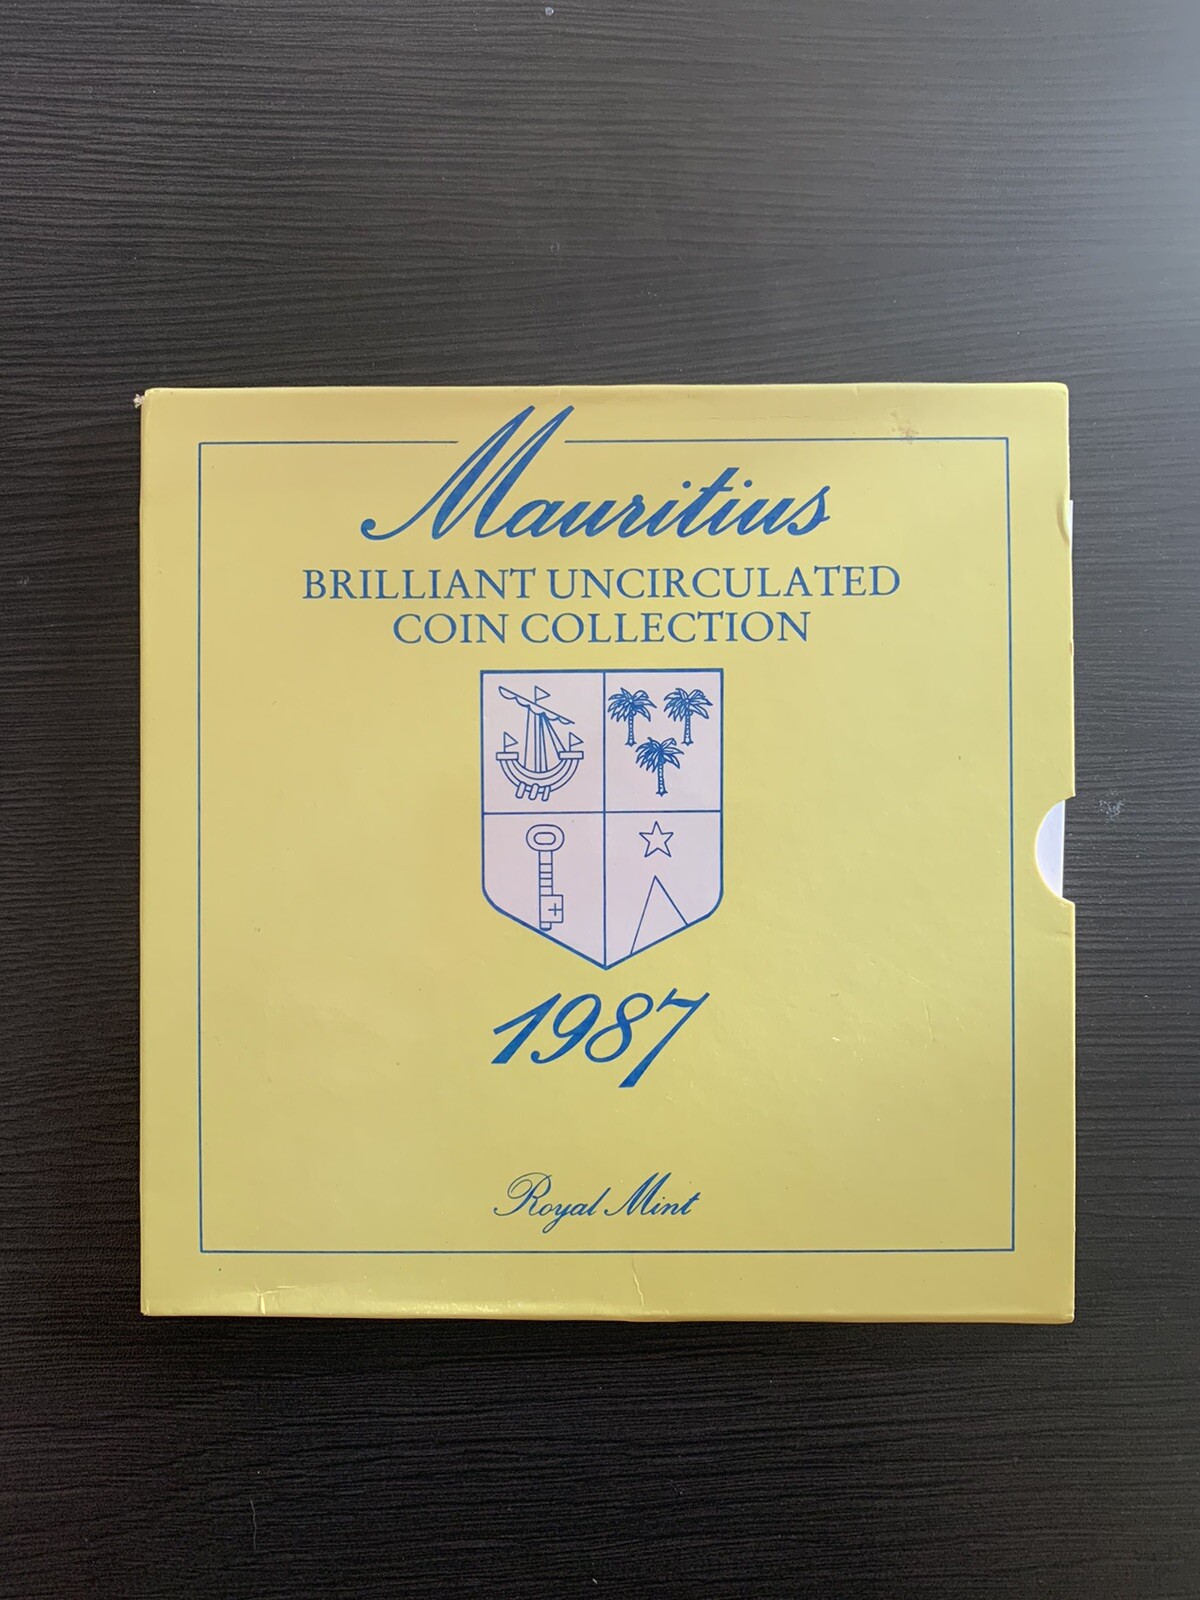 Mauritius
BRILLIANT UNCIRCULATED
COIN COLLECTION
1987
Royal Mint